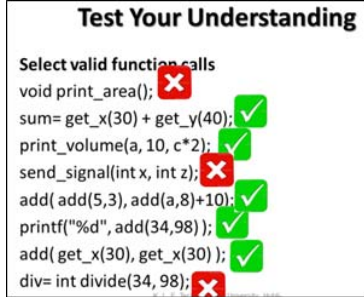 Test Your Understanding
Select valid function calls
void print_area();
sum= get_x(30) + get_y(40);
print_volume(a, 10, c*2);
send_signal(int x, int z);
add( add(5,3), add(a,8)+10);
printf("%d", add(34,98) );
add( get_x(30), get_x(30) );
div= int divide(34, 98);